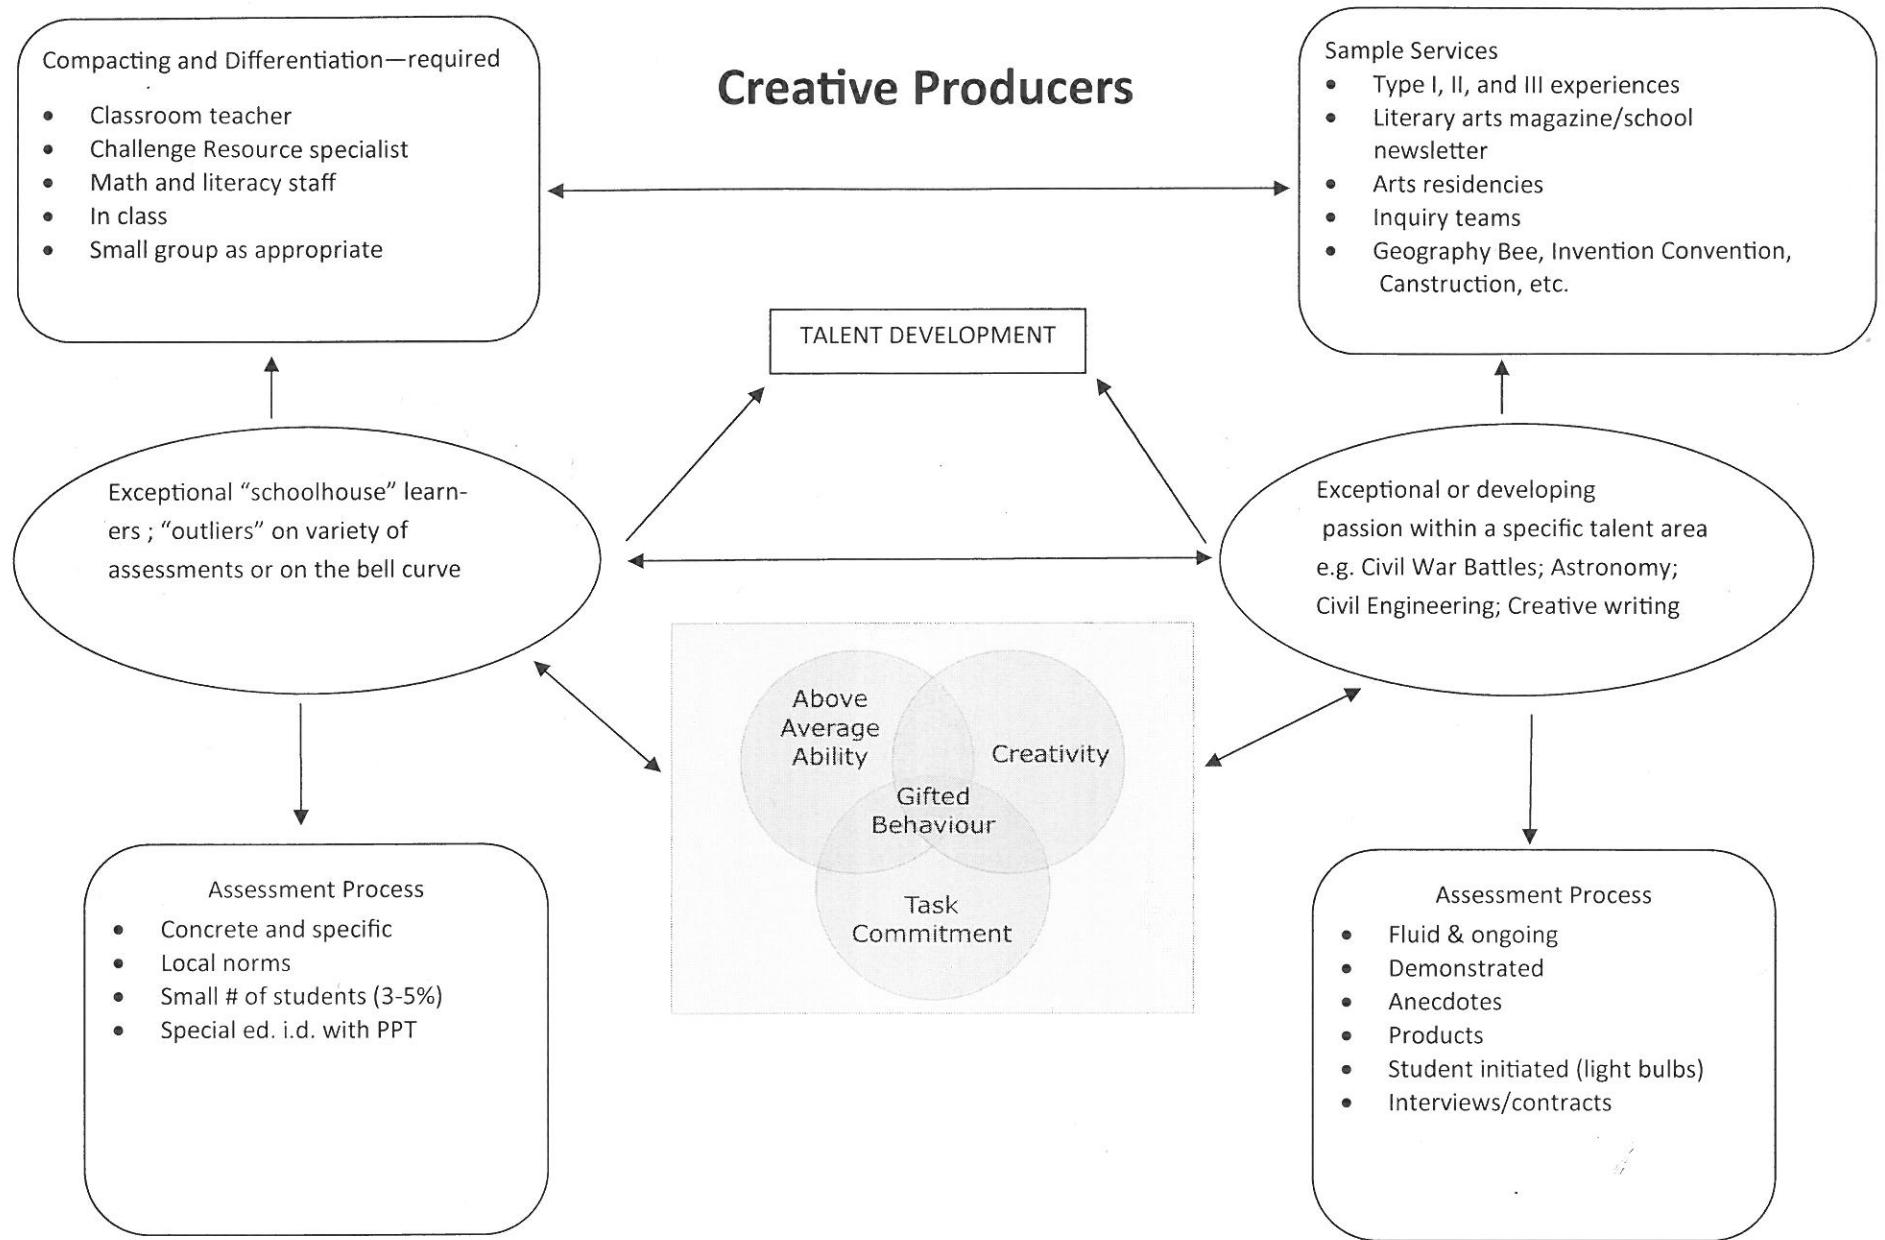 Creative Producers
Compacting and Differentiation—required
• Classroom teacher
• Challenge Resource specialist
• Math and literacy staff
• In class
• Small group as appropriate
Sample Services
• Type I, II, and III experiences
• Literary arts magazine/school
newsletter
• Arts residencies
• Inquiry teams
• Geography Bee, Invention Convention,
Canstruction, etc.
TALENT DEVELOPMENT
Exceptional “schoolhouse” learn-
ers ; “outliers” on variety of
assessments or on the bell curve
Exceptional or developing
passion within a specific talent area
e.g. Civil War Battles; Astronomy;
Civil Engineering; Creative writing
Above
Average
Ability
Creativity
Gifted
Behaviour
Task
Commitment
Assessment Process
• Concrete and specific
• Local norms
• Small # of students (3-5%)
• Special ed. i.d. with PPT
Assessment Process
• Fluid & ongoing
• Demonstrated
• Anecdotes
• Products
• Student initiated (light bulbs)
• Interviews/contracts